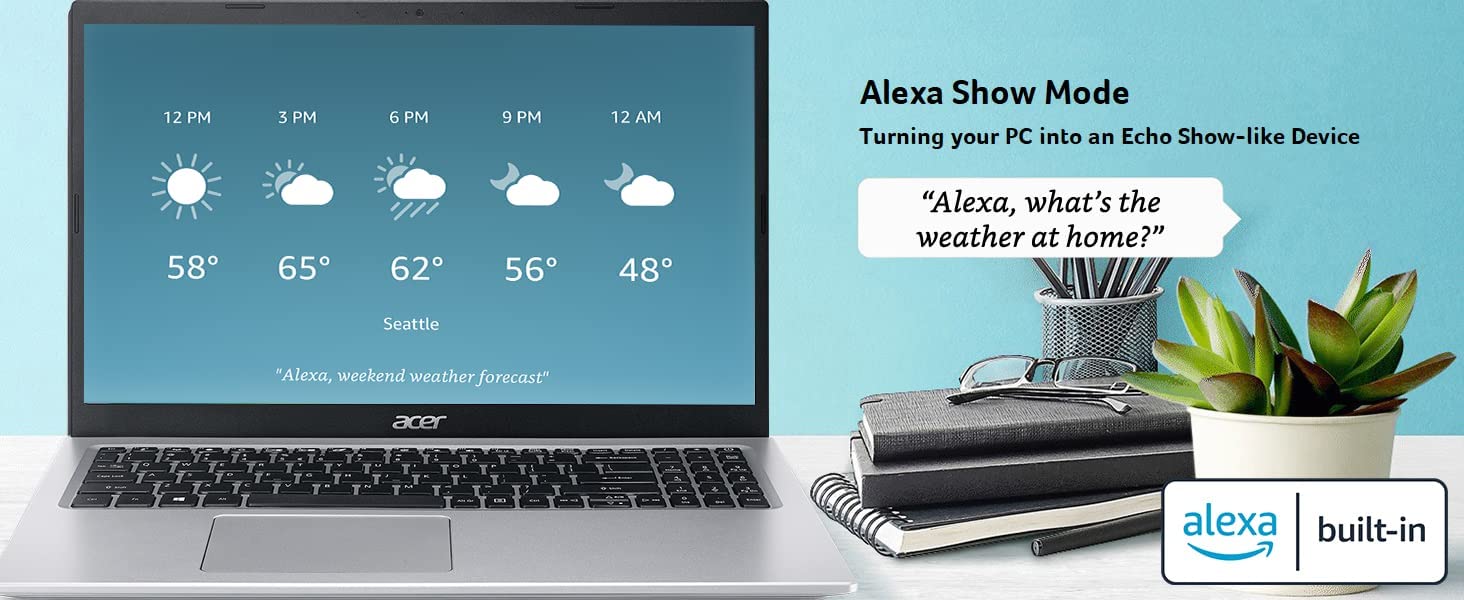 12 PM 3 PM 6 PM 9 PM 12 AM
58° 65° 62° 56° 48°
Seattle
"Alexa, weekend weather forecast"
acer
Alexa Show Mode
Turning your PC into an Echo Show-like Device
“Alexa, what’s the
weather at home?”
alexa built-in